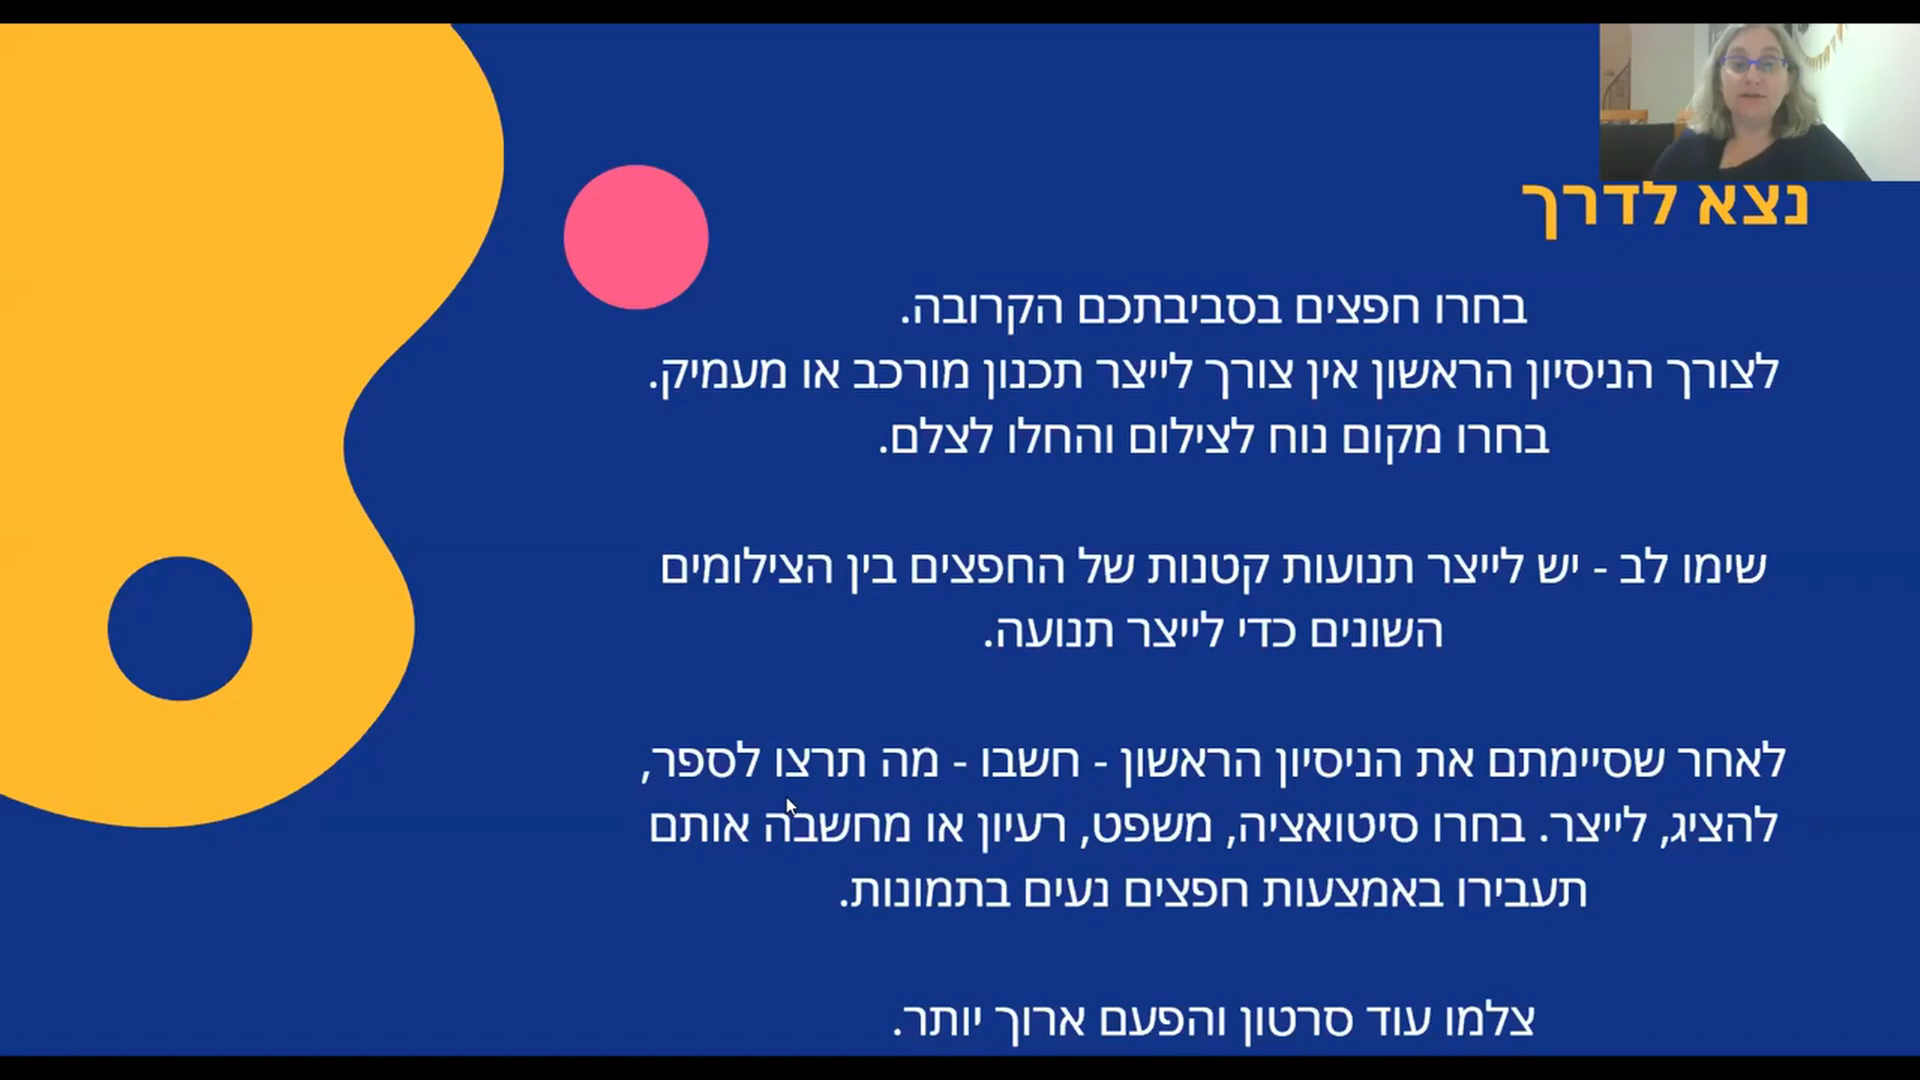 נצא לדרך
בחרו חפצים בסביבתכם הקרובה.
לצורך הניסיון הראשון אין צורך לייצר תכנון מורכב או מעמיק.
בחרו מקום נוח לצילום והחלו לצלם.
שימו לב - יש לייצר תנועות קטנות של החפצים בין הצילומים
השונים כדי לייצר תנועה.
לאחר שסיימתם את הניסיון הראשון - חשבו - מה תרצו לספר,
להציג, לייצר. בחרו סיטואציה, משפט, רעיון או מחשבה אותם
תעבירו באמצעות חפצים נעים בתמונות.
צלמו עוד סרטון והפעם ארוך יותר.